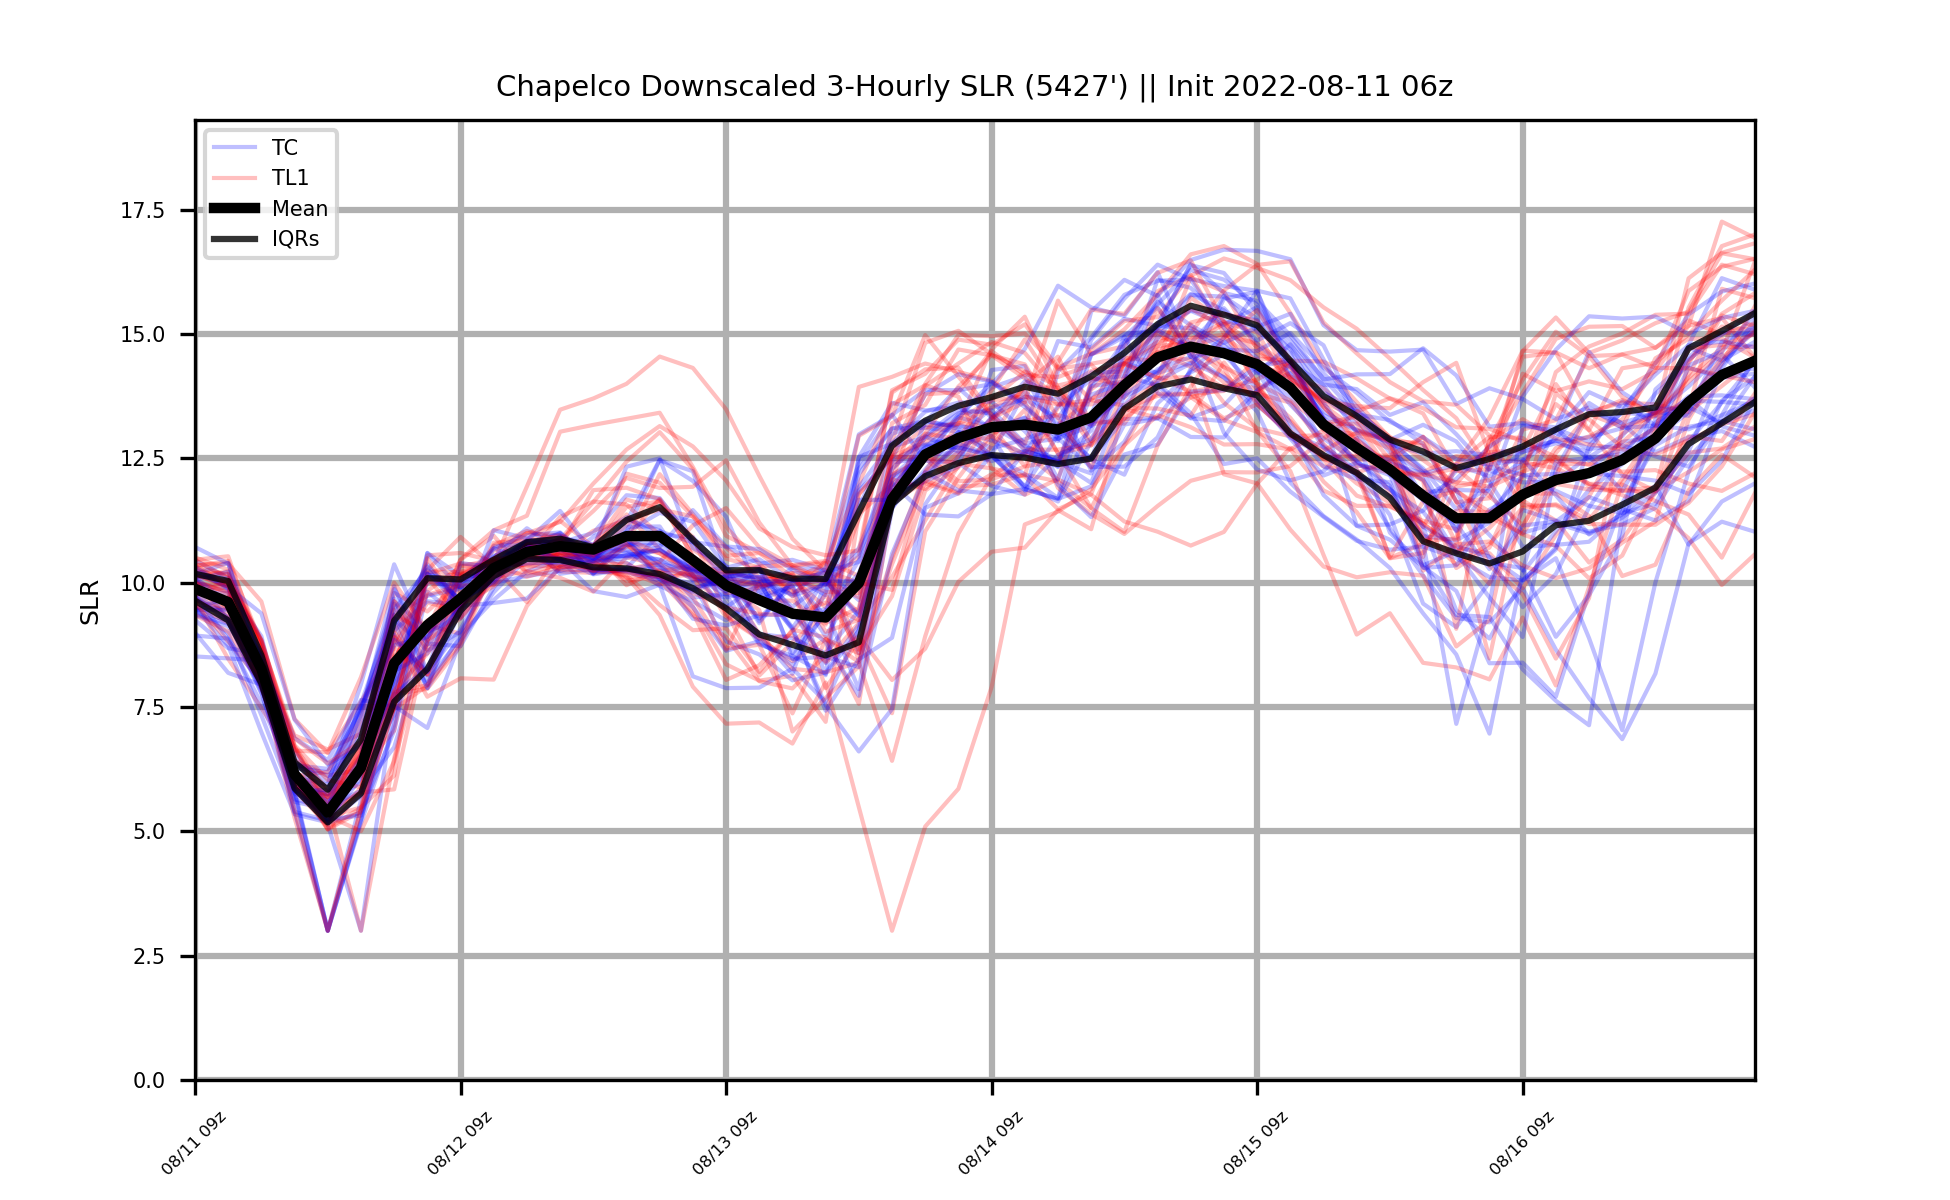 Chapelco Downscaled 3-Hourly SLR (5427') || Init 2022-08-11 06z
TC
TL1
Mean
IQRs
SLR
17.5
15.0
12.5
10.0
7.5
5.0
2.5
0.0
08/11 09z
08/12 09z
08/13 09z
08/14 09z
08/15 09z
08/16 09z